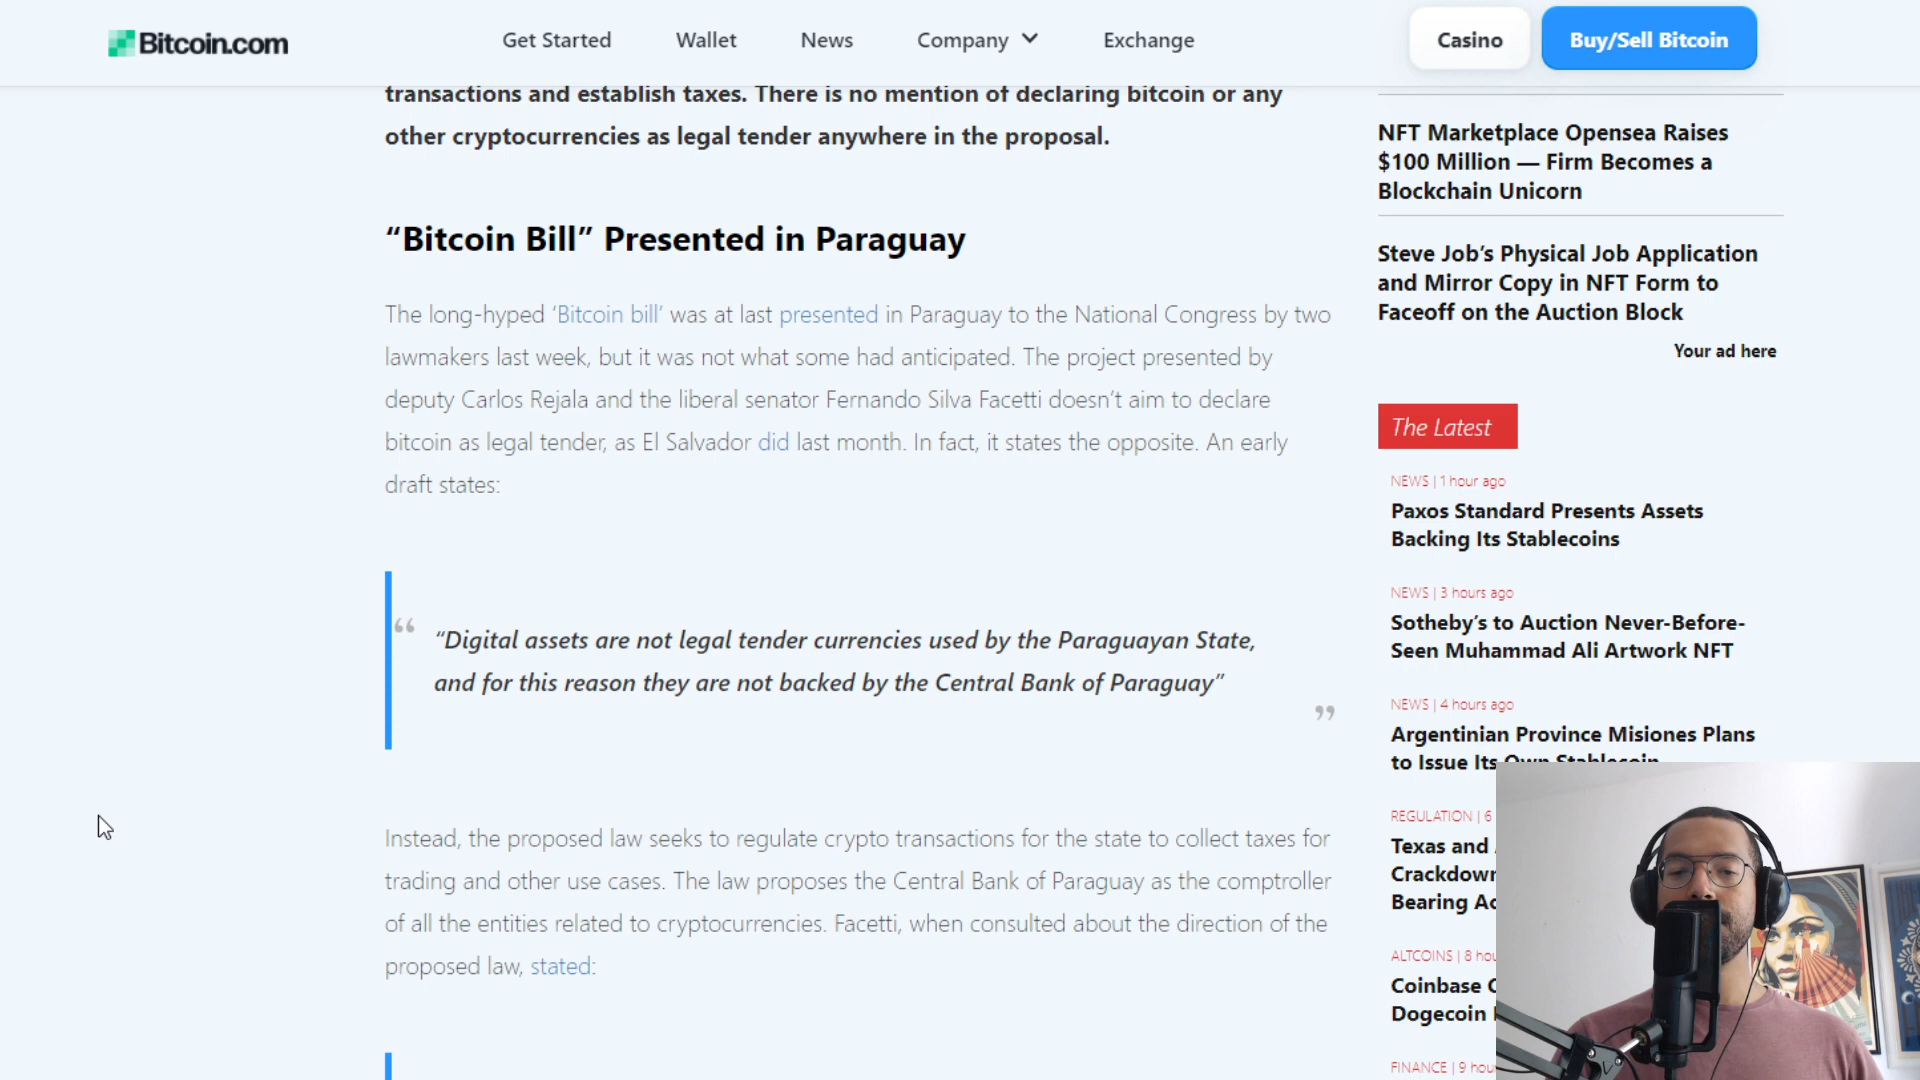 Bitcoin.com
Get Started
Wallet
News
Company
Exchange
Casino
Buy/Sell Bitcoin
transactions and establish taxes. There is no mention of declaring bitcoin or any
other cryptocurrencies as legal tender anywhere in the proposal.
“Bitcoin Bill” Presented in Paraguay
The long-hyped ‘Bitcoin bill’ was at last presented in Paraguay to the National Congress by two
lawmakers last week, but it was not what some had anticipated. The project presented by
deputy Carlos Rejala and the liberal senator Fernando Silva Facetti doesn’t aim to declare
bitcoin as legal tender, as El Salvador did last month. In fact, it states the opposite. An early
draft states:
“Digital assets are not legal tender currencies used by the Paraguayan State,
and for this reason they are not backed by the Central Bank of Paraguay”
Instead, the proposed law seeks to regulate crypto transactions for the state to collect taxes for
trading and other use cases. The law proposes the Central Bank of Paraguay as the comptroller
of all the entities related to cryptocurrencies. Facetti, when consulted about the direction of the
proposed law, stated:
NFT Marketplace Opensea Raises
$100 Million — Firm Becomes a
Blockchain Unicorn
Steve Job’s Physical Job Application
and Mirror Copy in NFT Form to
Faceoff on the Auction Block
Your ad here
The Latest
NEWS | 1 hour ago
Paxos Standard Presents Assets
Backing Its Stablecoins
NEWS | 3 hours ago
Sotheby’s to Auction Never-Before-
Seen Muhammad Ali Artwork NFT
NEWS | 4 hours ago
Argentinian Province Misiones Plans
to Issue Its Own Stablecoin
REGULATION | 6
Texas and
Crackdown
Bearing
ALTCOINS | 8
Coinbase
Dogecoin
FINANCE | 9